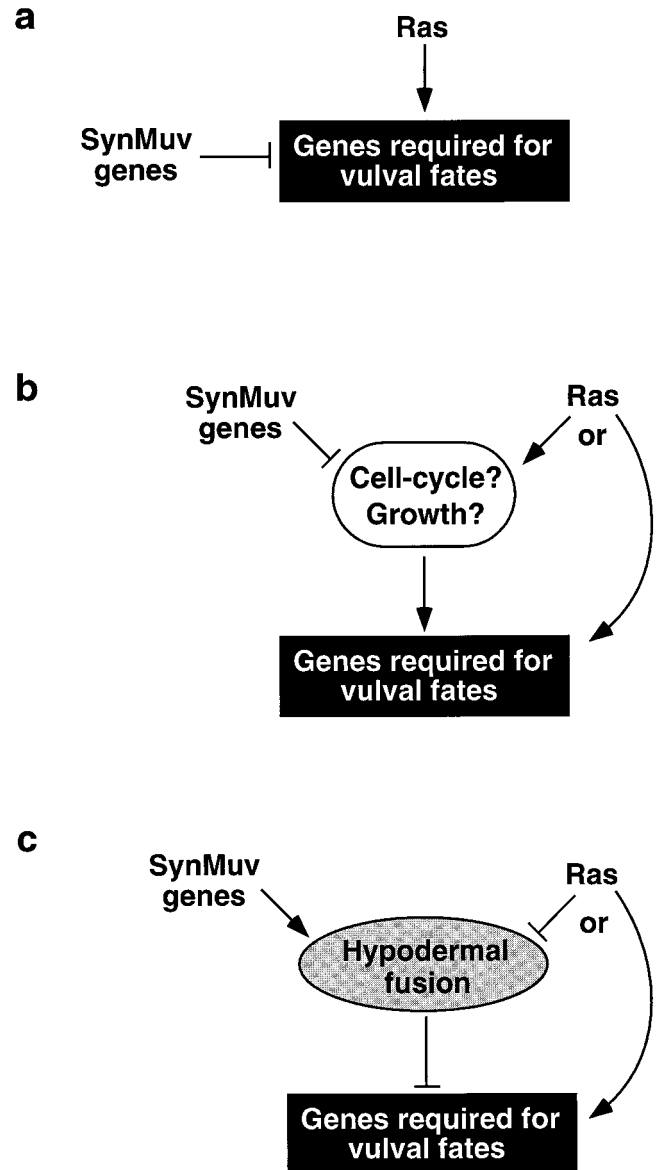 a
Ras
SynMuv
genes
Genes required for
vulval fates
b
SynMuv
genes
Ras
or
Cell-cycle?
Growth?
Genes required for
vulval fates
c
SynMuv
genes
Ras
or
Hypodermal
fusion
Genes required for
vulval fates